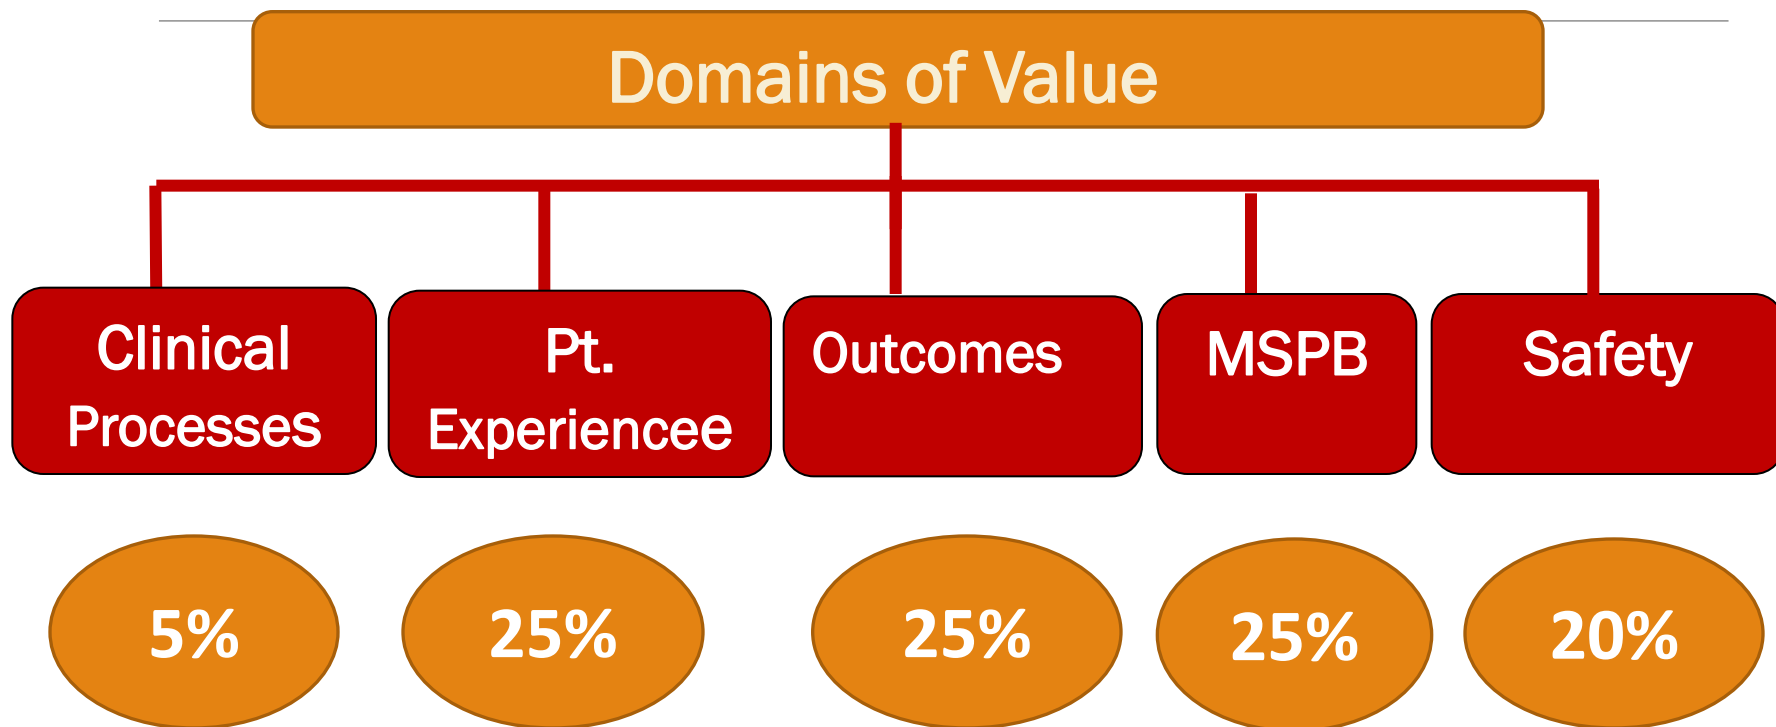 Domains of Value
Clinical
Processes
Pt.
Experiencee
Outcomes
MSPB
Safety
5%
25%
25%
25%
20%